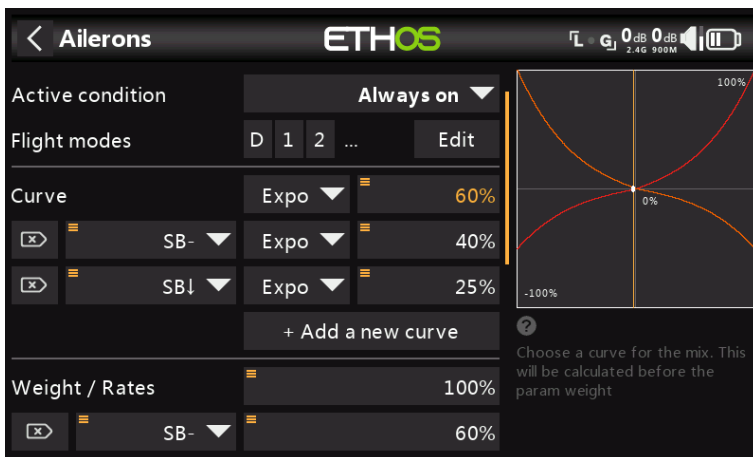 Ailerons
ETHOS
L G 0dB 0dB
2.4G 900M
Active condition Always on
Flight modes D 1 2 ... Edit
Curve Expo 60%
SB- Expo 40%
SB↓ Expo 25%
+ Add a new curve
Weight / Rates 100%
SB- 60%
100%
0%
-100%
?
Choose a curve for the mix. This
will be calculated before the
param weight